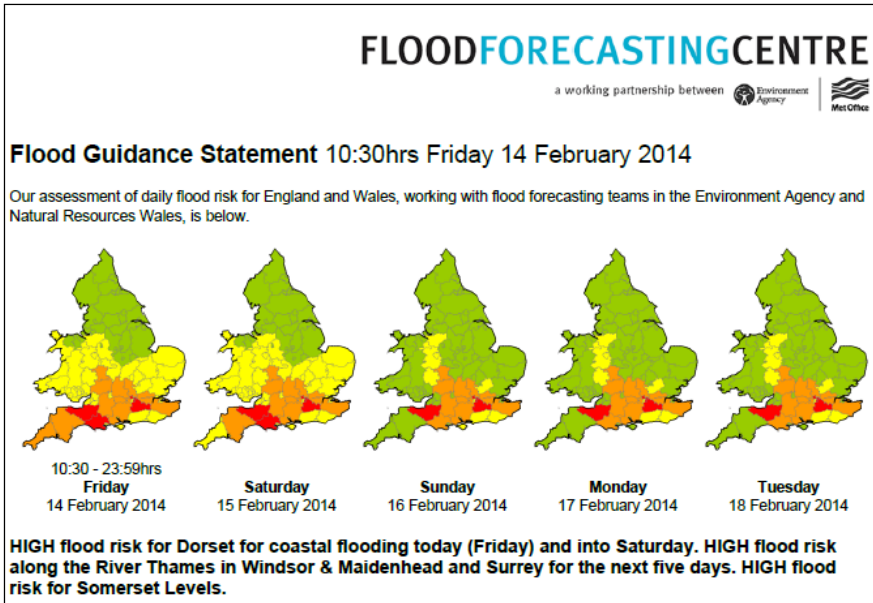 FLOODFORECASTINGCENTRE
a working partnership between Environment Agency Met Office
Flood Guidance Statement 10:30hrs Friday 14 February 2014
Our assessment of daily flood risk for England and Wales, working with flood forecasting teams in the Environment Agency and
Natural Resources Wales, is below.
10:30 - 23:59hrs
Friday Saturday Sunday Monday Tuesday
14 February 2014 15 February 2014 16 February 2014 17 February 2014 18 February 2014
HIGH flood risk for Dorset for coastal flooding today (Friday) and into Saturday. HIGH flood risk
along the River Thames in Windsor & Maidenhead and Surrey for the next five days. HIGH flood
risk for Somerset Levels.